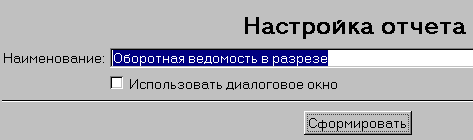 Настройка отчета
Наименование: Оборотная ведомость в разрезе
Использовать диалоговое окно
Сформировать